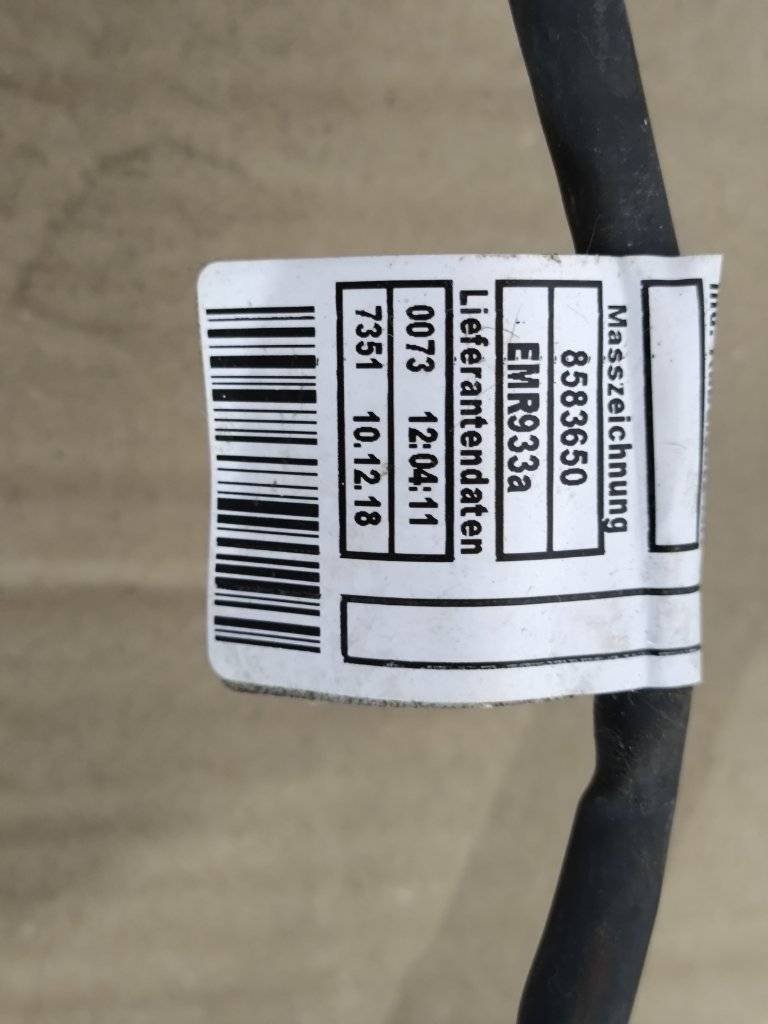 Masszeichnung
8583650
EMR933a
Lieferantendaten
0073 12:04:11
7351 10.12.18